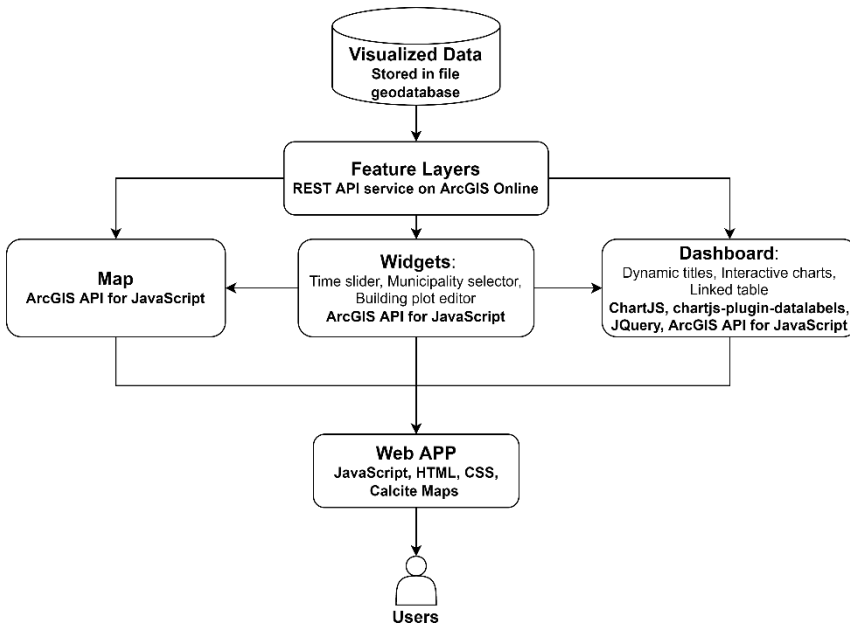 Visualized Data
Stored in file
geodatabase
Feature Layers
REST API service on ArcGIS Online
Map
ArcGIS API for JavaScript
Widgets:
Time slider, Municipality selector,
Building plot editor
ArcGIS API for JavaScript
Dashboard:
Dynamic titles, Interactive charts,
Linked table
ChartJS, chartjs-plugin-datalabels,
JQuery, ArcGIS API for JavaScript
Web APP
JavaScript, HTML, CSS,
Calcite Maps
Users